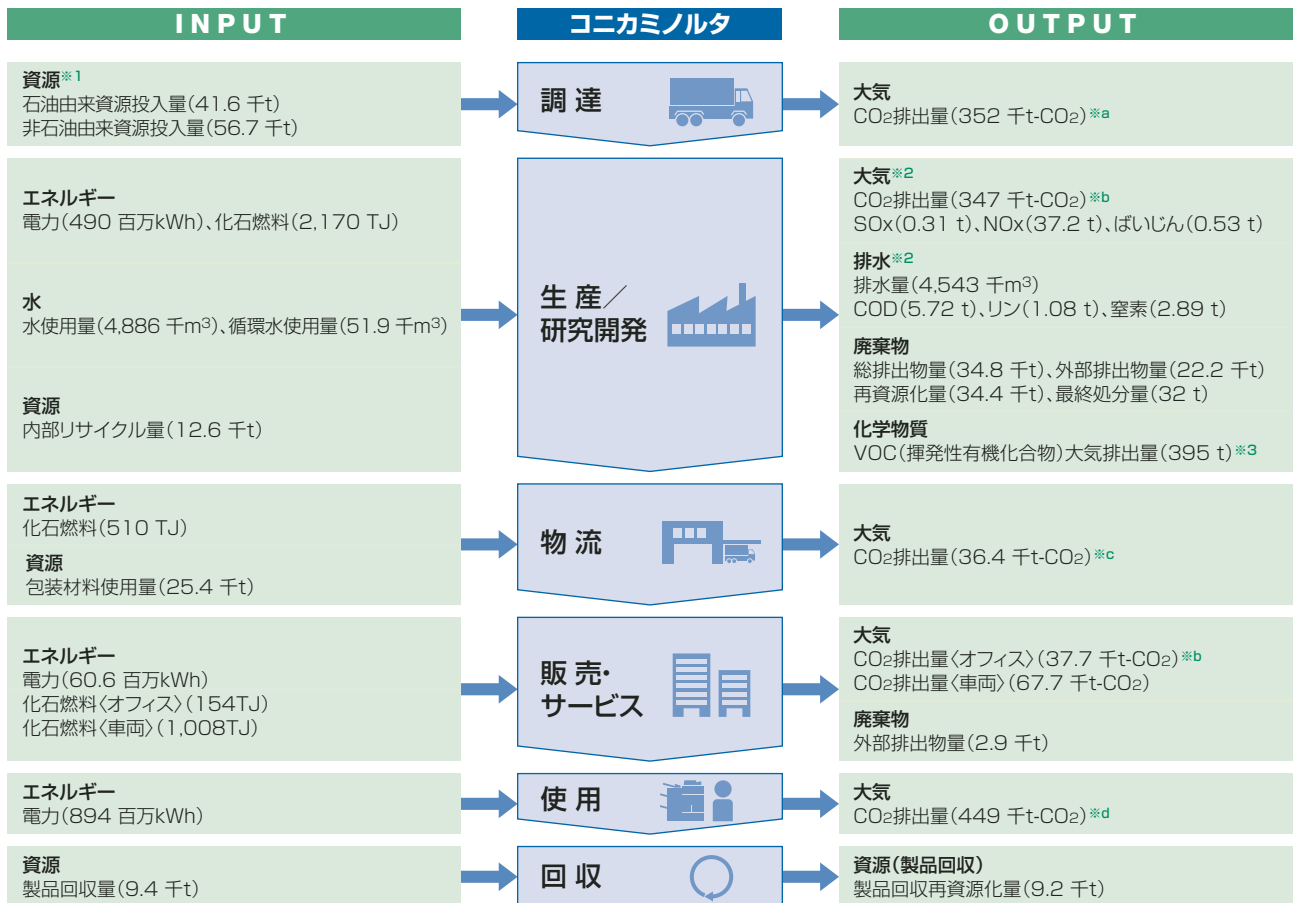 INPUT
コニカミノルタ
OUTPUT
資源※1
石油由来資源投入量(41.6 千t)
非石油由来資源投入量(56.7 千t)
調 達
大気
CO2排出量(352 千t-CO2)※a
エネルギー
電力(490 百万kWh)、化石燃料(2,170 TJ)
水
水使用量(4,886 千m3)、循環水使用量(51.9 千m3)
資源
内部リサイクル量(12.6 千t)
生 産／
研究開発
大気※2
CO2排出量(347 千t-CO2)※b
SOx(0.31 t)、NOx(37.2 t)、ばいじん(0.53 t)
排水※2
排水量(4,543 千m3)
COD(5.72 t)、リン(1.08 t)、窒素(2.89 t)
廃棄物
総排出物量(34.8 千t)、外部排出物量(22.2 千t)
再資源化量(34.4 千t)、最終処分量(32 t)
化学物質
VOC(揮発性有機化合物)大気排出量(395 t)※3
エネルギー
化石燃料(510 TJ)
資源
包装材料使用量(25.4 千t)
物 流
大気
CO2排出量(36.4 千t-CO2)※c
エネルギー
電力(60.6 百万kWh)
化石燃料〈オフィス〉(154TJ)
化石燃料〈車両〉(1,008TJ)
販 売・
サービス
大気
CO2排出量〈オフィス〉(37.7 千t-CO2)※b
CO2排出量〈車両〉(67.7 千t-CO2)
廃棄物
外部排出物量(2.9 千t)
エネルギー
電力(894 百万kWh)
使 用
大気
CO2排出量(449 千t-CO2)※d
資源
製品回収量(9.4 千t)
回 収
資源(製品回収)
製品回収再資源化量(9.2 千t)